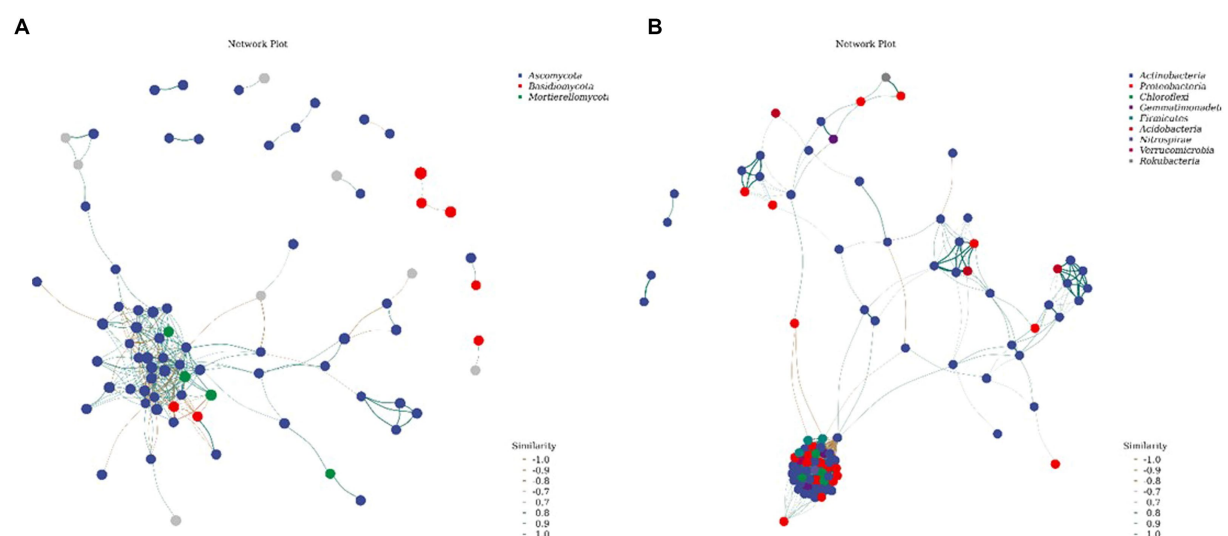 A
Network Plot
Ascomycota
Basidiomycota
Mortierellomycota
Similarity
-1.0
-0.9
-0.8
-0.7
0.7
0.8
0.9
1.0
B
Network Plot
Actinobacteria
Proteobacteria
Chloroflexi
Gemmatimonadet
Firmicutes
Acidobacteria
Nitrospirae
Verrucomicrobia
Rokubacteria
Similarity
-1.0
-0.9
-0.8
-0.7
0.7
0.8
0.9
1.0